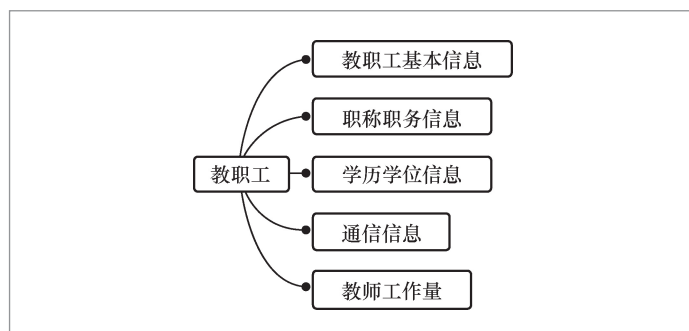 教职工基本信息
职称职务信息
教职工
学历学位信息
通信信息
教师工作量